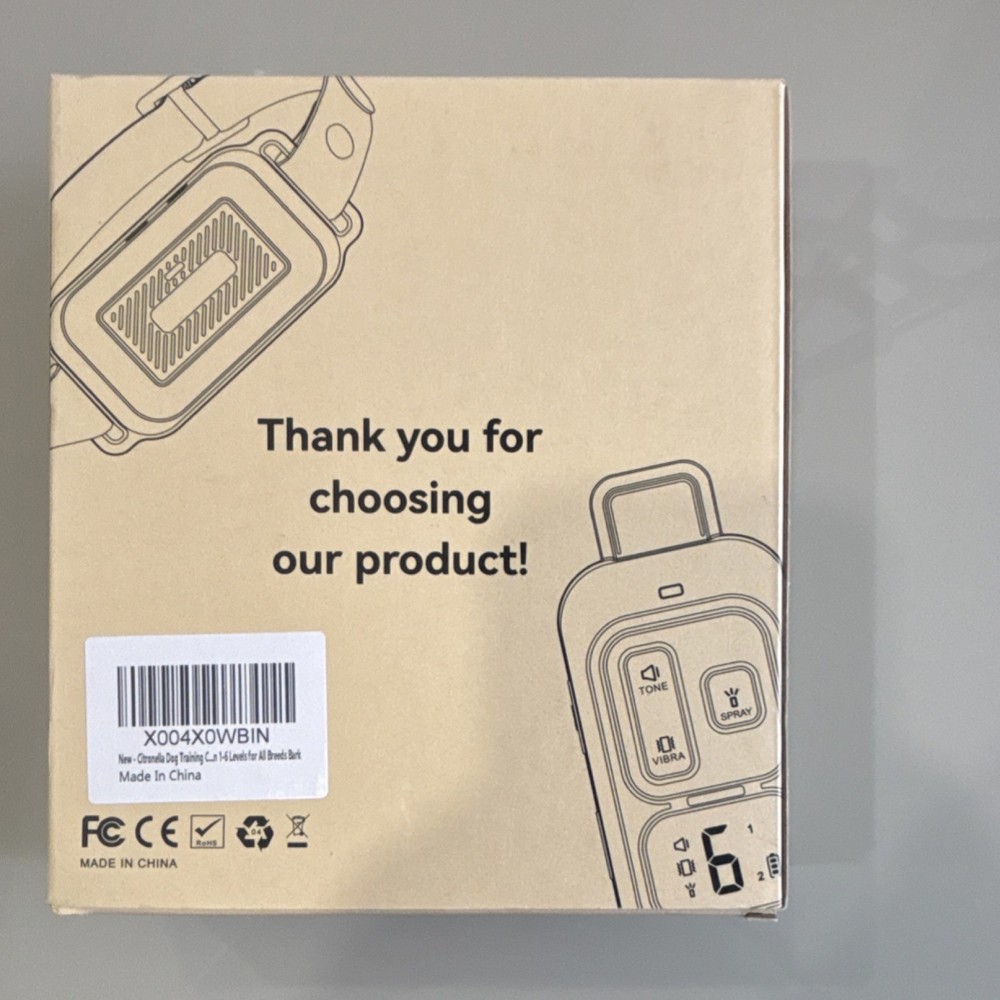 Thank you for
choosing
our product!
TONE
SPRAY
VIBRA
X004X0WBIN
New - Citronella Dog Training C...n 1-6 Levels for All Breeds Bark
Made In China
FC CE RoHS 04
MADE IN CHINA
6
1
2